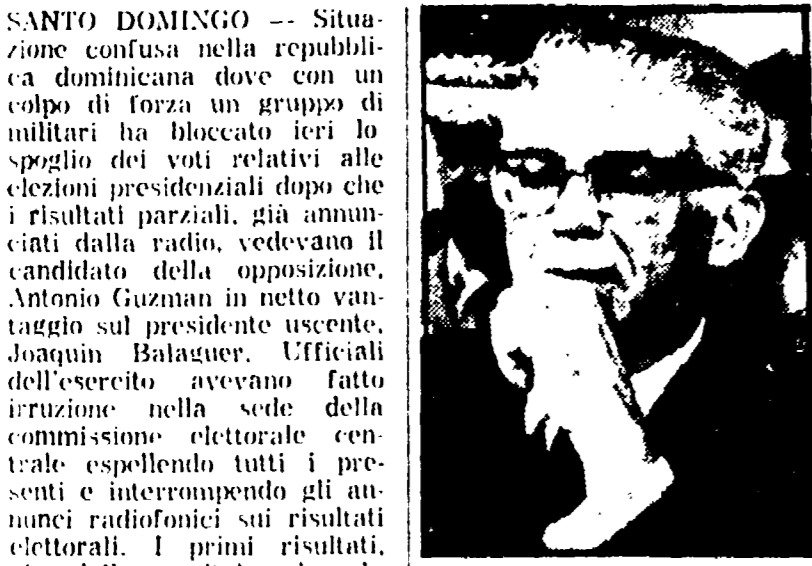 SANTO DOMINGO -- Situa-
zione confusa nella repubbli-
ca dominicana dove con un
colpo di forza un gruppo di
militari ha bloccato ieri lo
spoglio dei voti relativi alle
elezioni presidenziali dopo che
i risultati parziali, già annun-
ciati dalla radio, vedevano il
candidato della opposizione,
Antonio Guzman in netto van-
taggio sul presidente uscente,
Joaquin Balaguer. Ufficiali
dell'esercito avevano fatto
irruzione nella sede della
commissione elettorale cen-
trale espellendo tutti i pre-
senti e interrompendo gli an-
nunci radiofonici sui risultati
elettorali. I primi risultati,